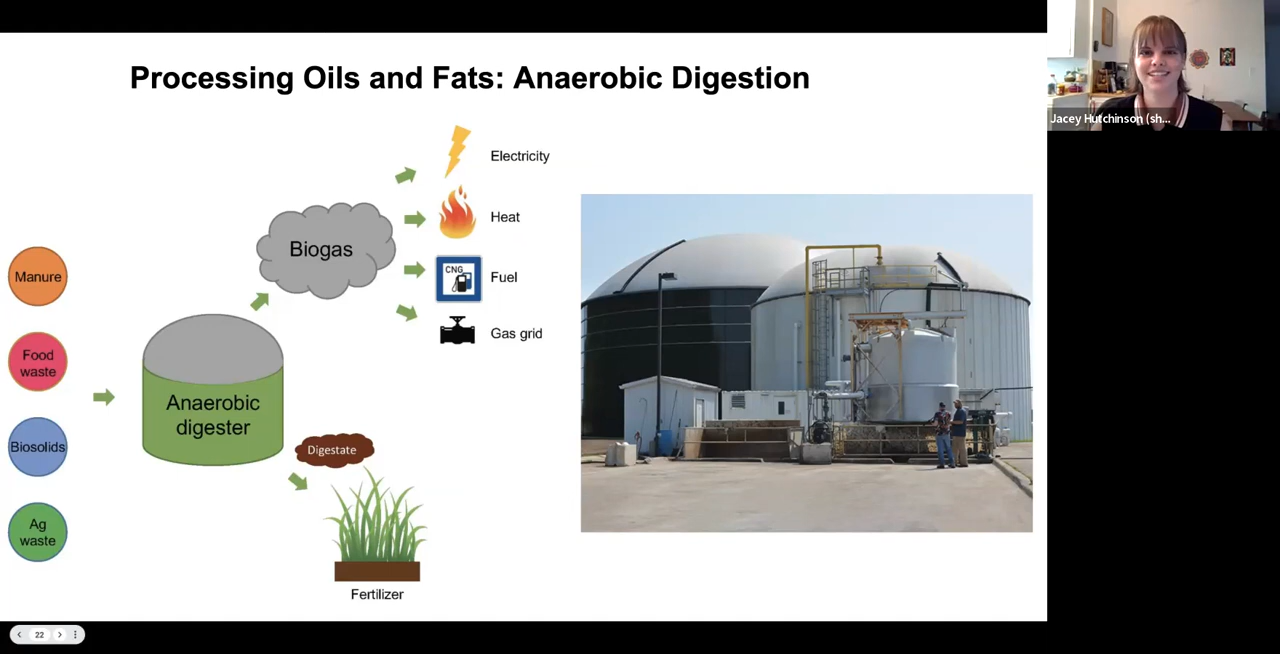 Processing Oils and Fats: Anaerobic Digestion
Jacey Hutchinson (sh...
Electricity
Biogas
Heat
Manure
CNG
Fuel
Gas grid
Food
waste
Anaerobic
digester
Biosolids
Digestate
Ag
waste
Fertilizer
22